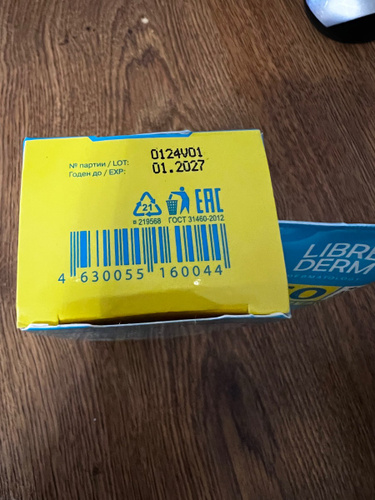 № партии / LOT: 0124V01
Годен до / EXP: 01.2027
21
EAC
в 219568 ГОСТ 31460-2012
4 630055 160044
LIBRE
DERM